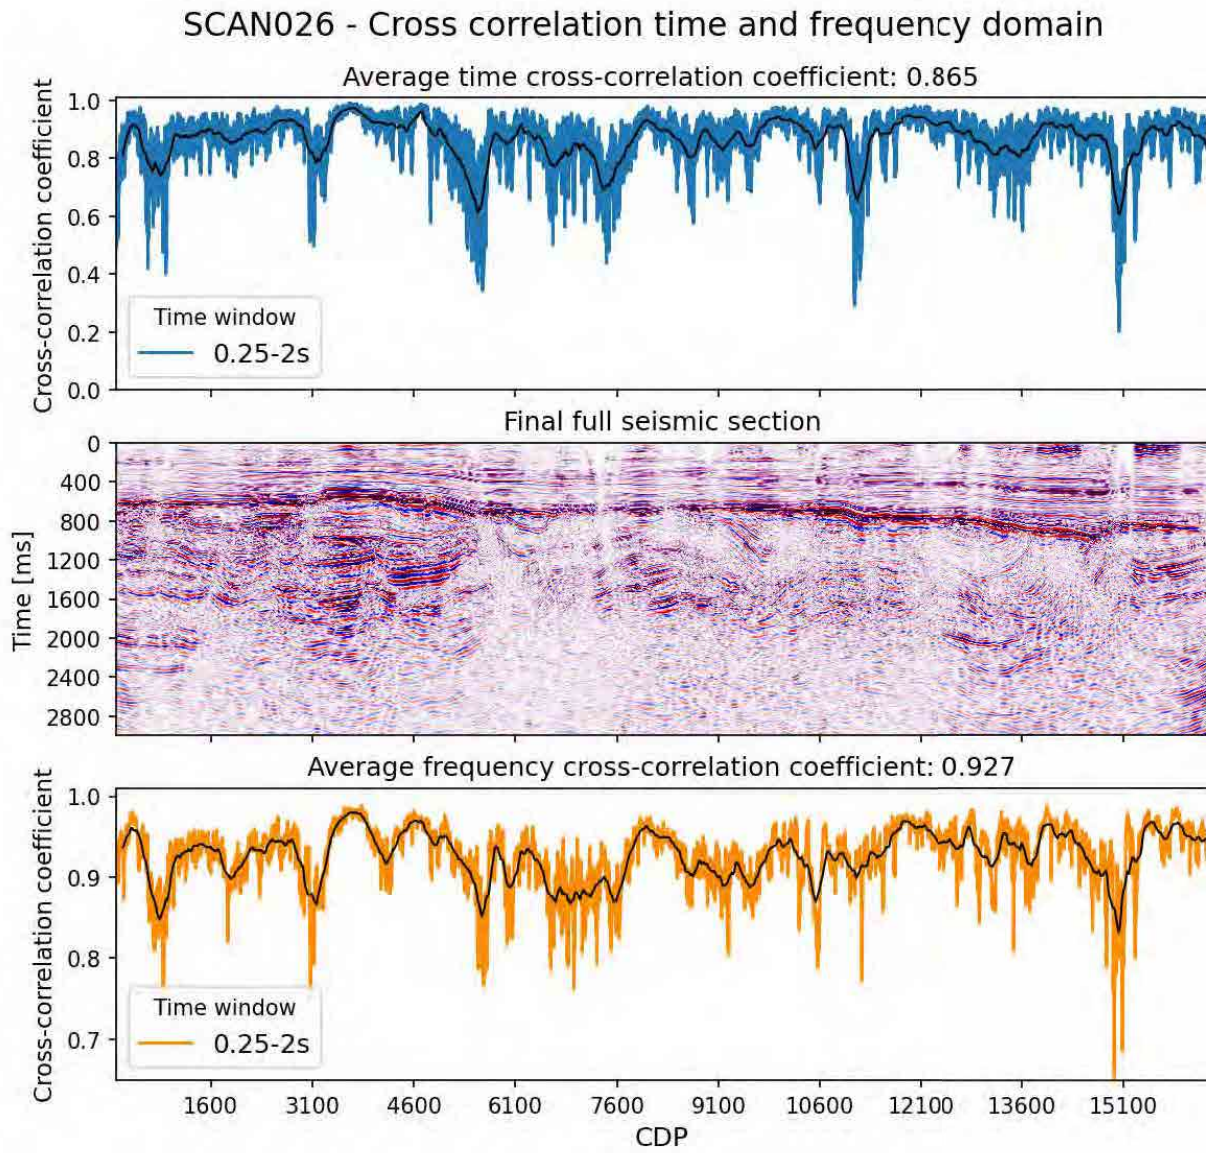 SCAN026 - Cross correlation time and frequency domain
Average time cross-correlation coefficient: 0.865
Cross-correlation coefficient
1.0
0.8
0.6
0.4
0.2
0.0
Time window
0.25-2s
Final full seismic section
Time [ms]
0
400
800
1200
1600
2000
2400
2800
Average frequency cross-correlation coefficient: 0.927
Cross-correlation coefficient
1.0
0.9
0.8
0.7
Time window
0.25-2s
1600 3100 4600 6100 7600 9100 10600 12100 13600 15100
CDP